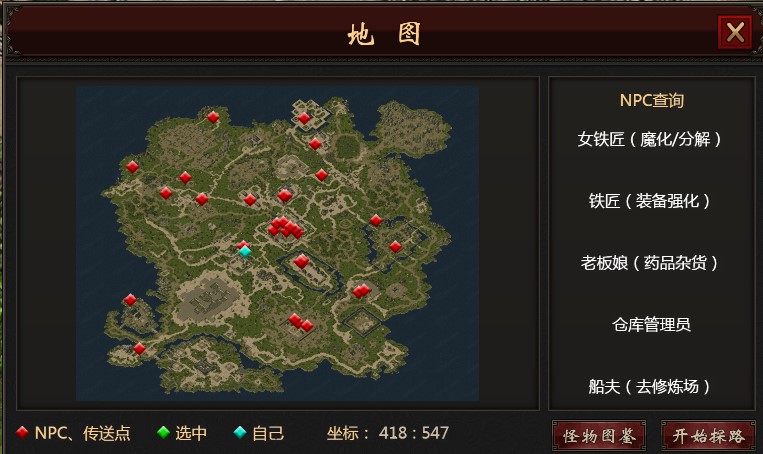 地 图
NPC查询
女铁匠（魔化/分解）
铁匠（装备强化）
老板娘（药品杂货）
仓库管理员
船夫（去修炼场）
NPC、传送点 选中 自己 坐标： 418 : 547
怪物图鉴 开始探路